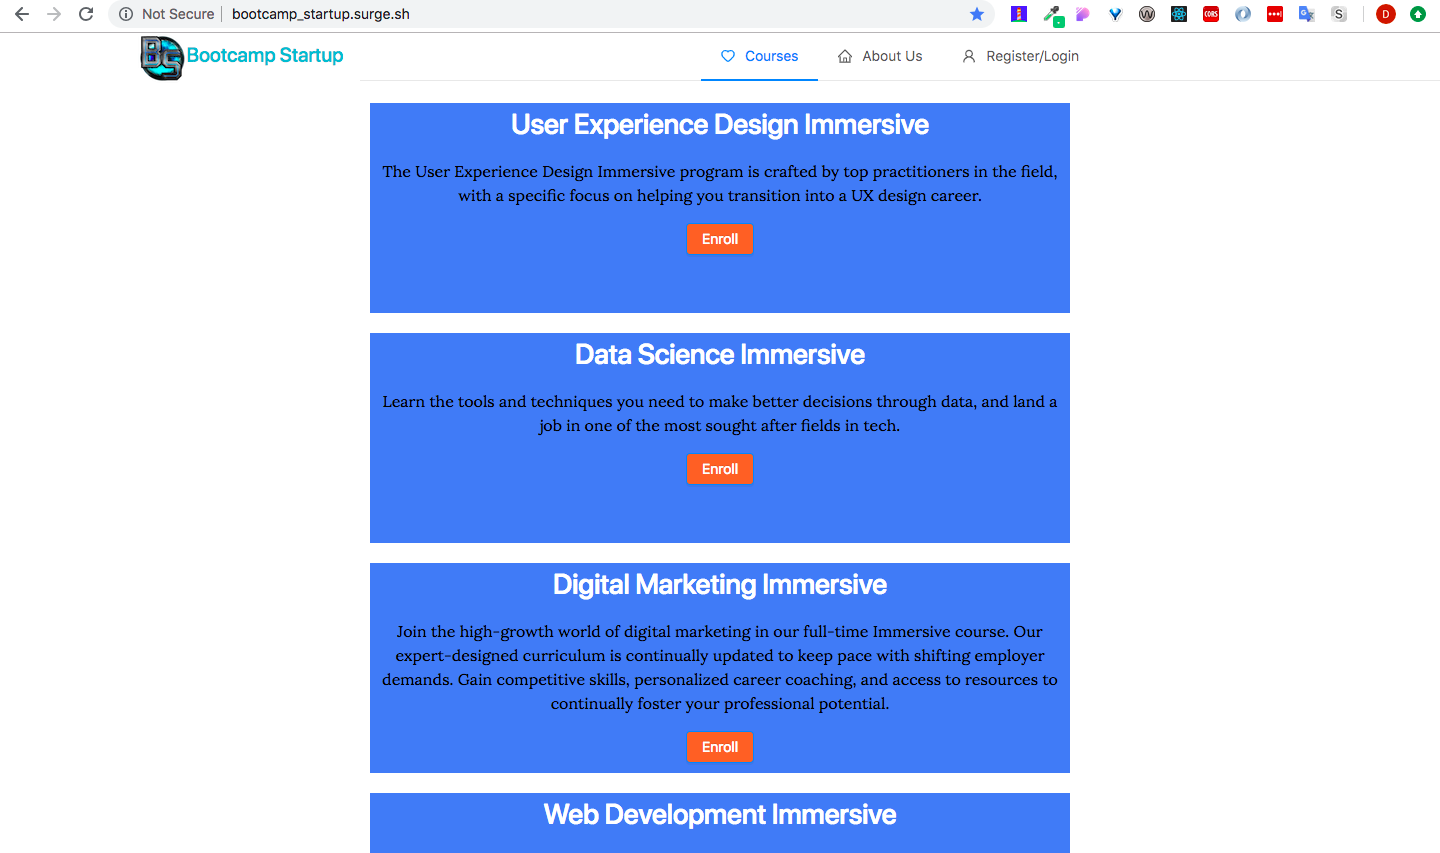 Not Secure | bootcamp_startup.surge.sh
CORS
S
D
BS Bootcamp Startup
Courses
About Us
Register/Login
User Experience Design Immersive
The User Experience Design Immersive program is crafted by top practitioners in the field,
with a specific focus on helping you transition into a UX design career.
Enroll
Data Science Immersive
Learn the tools and techniques you need to make better decisions through data, and land a
job in one of the most sought after fields in tech.
Enroll
Digital Marketing Immersive
Join the high-growth world of digital marketing in our full-time Immersive course. Our
expert-designed curriculum is continually updated to keep pace with shifting employer
demands. Gain competitive skills, personalized career coaching, and access to resources to
continually foster your professional potential.
Enroll
Web Development Immersive